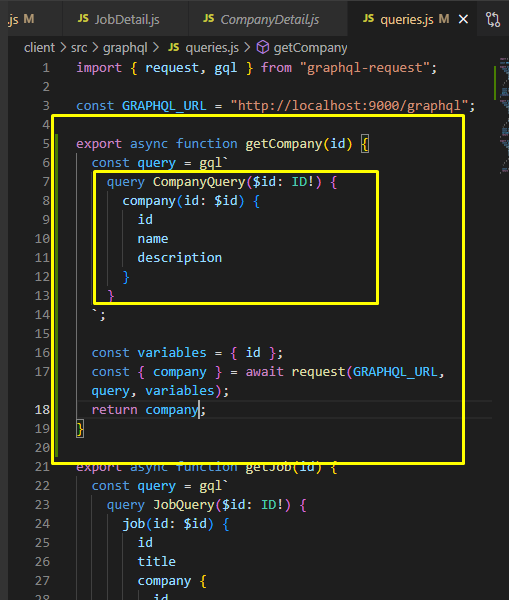 .js M JS JobDetail.js JS CompanyDetail.js JS queries.js M
client > src > graphql > JS queries.js > getCompany
1 import { request, gql } from "graphql-request";
2
3 const GRAPHQL_URL = "http://localhost:9000/graphql";
4
5 export async function getCompany(id) {
6 const query = gql`
7 query CompanyQuery($id: ID!) {
8 company(id: $id) {
9 id
10 name
11 description
12 }
13 }
14 `;
15
16 const variables = { id };
17 const { company } = await request(GRAPHQL_URL,
query, variables);
18 return company;
19 }
20
21 export async function getJob(id) {
22 const query = gql`
23 query JobQuery($id: ID!) {
24 job(id: $id) {
25 id
26 title
27 company {
28 id